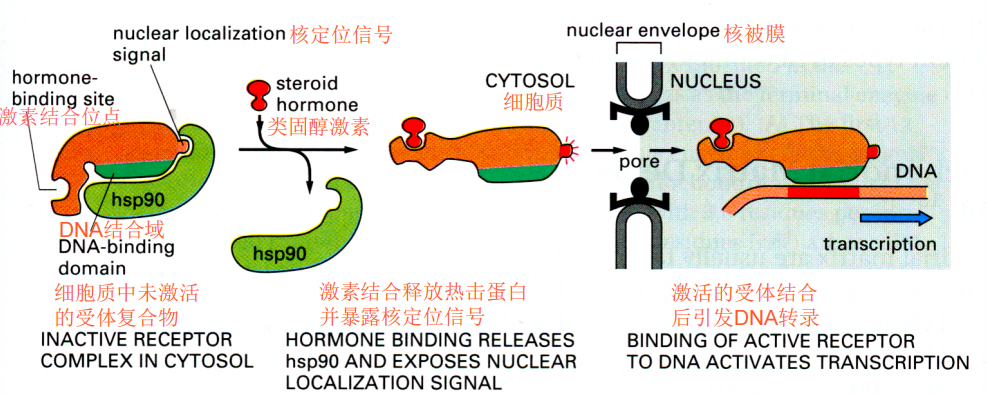 nuclear localization 核定位信号
signal
hormone-
binding site
激素结合位点
steroid
hormone
类固醇激素
hsp90
DNA结合域
DNA-binding
domain
细胞质中未激活
的受体复合物
INACTIVE RECEPTOR
COMPLEX IN CYTOSOL
hsp90
激素结合释放热击蛋白
并暴露核定位信号
HORMONE BINDING RELEASES
hsp90 AND EXPOSES NUCLEAR
LOCALIZATION SIGNAL
CYTOSOL
细胞质
nuclear envelope 核被膜
NUCLEUS
pore
DNA
transcription
激活的受体结合
后引发DNA转录
BINDING OF ACTIVE RECEPTOR
TO DNA ACTIVATES TRANSCRIPTION